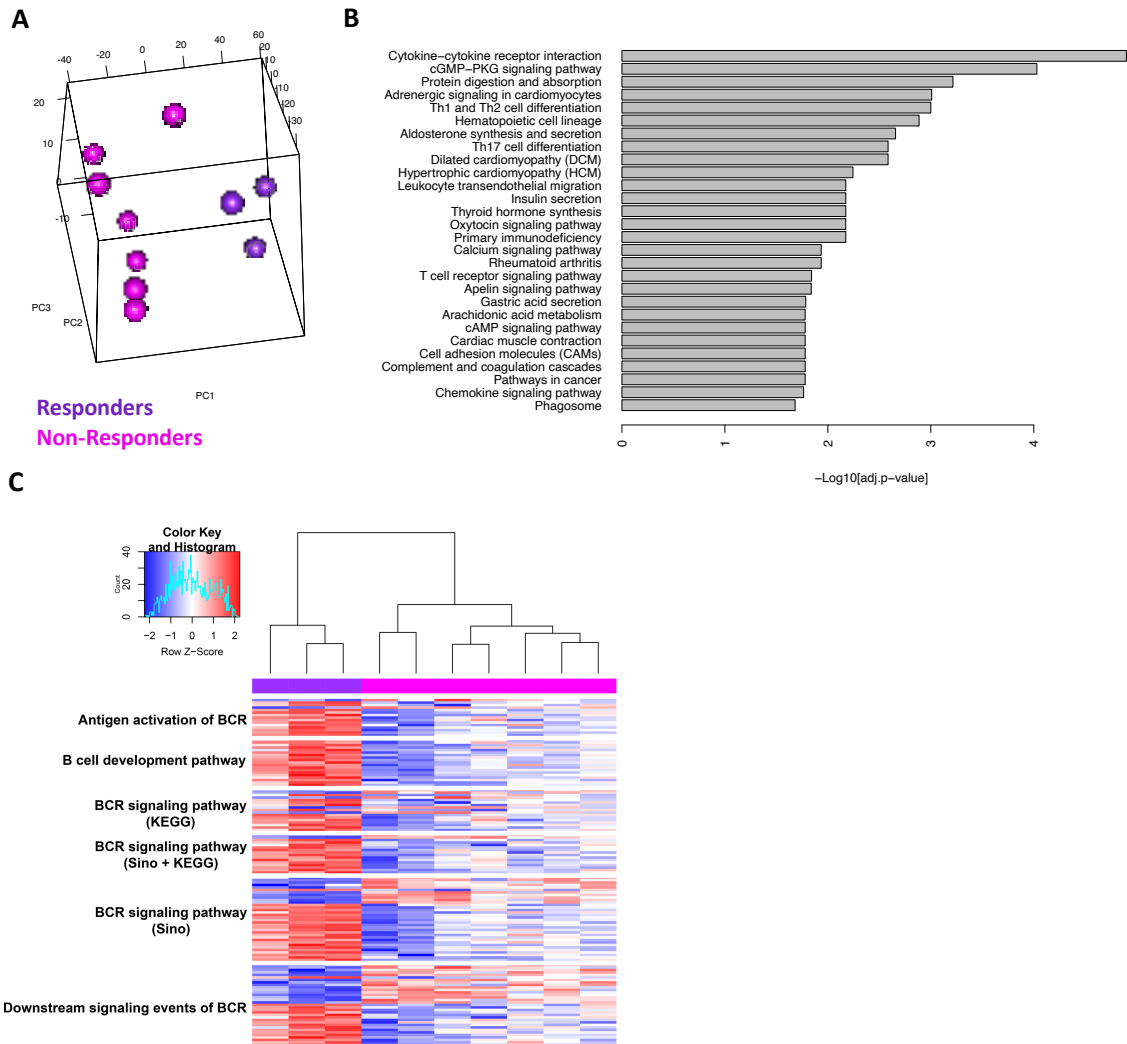 A
-40
-20
0
20
40
60
20
10
0
-10
-20
-30
20
10
0
-10
PC3
PC2
PC1
Responders
Non-Responders
B
Cytokine−cytokine receptor interaction
cGMP−PKG signaling pathway
Protein digestion and absorption
Adrenergic signaling in cardiomyocytes
Th1 and Th2 cell differentiation
Hematopoietic cell lineage
Aldosterone synthesis and secretion
Th17 cell differentiation
Dilated cardiomyopathy (DCM)
Hypertrophic cardiomyopathy (HCM)
Leukocyte transendothelial migration
Insulin secretion
Thyroid hormone synthesis
Oxytocin signaling pathway
Primary immunodeficiency
Calcium signaling pathway
Rheumatoid arthritis
T cell receptor signaling pathway
Apelin signaling pathway
Gastric acid secretion
Arachidonic acid metabolism
cAMP signaling pathway
Cardiac muscle contraction
Cell adhesion molecules (CAMs)
Complement and coagulation cascades
Pathways in cancer
Chemokine signaling pathway
Phagosome
0 1 2 3 4
−Log10[adj.p−value]
C
Color Key
and Histogram
Count
40
20
0
−2 −1 0 1 2
Row Z−Score
Antigen activation of BCR
B cell development pathway
BCR signaling pathway
(KEGG)
BCR signaling pathway
(Sino + KEGG)
BCR signaling pathway
(Sino)
Downstream signaling events of BCR